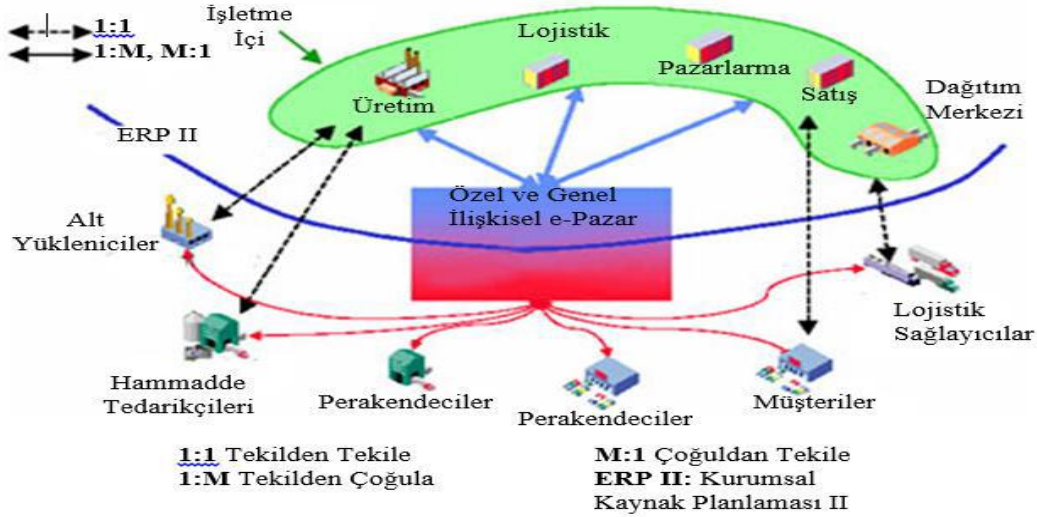 1:1
1:M, M:1
İşletme
İçi
Lojistik
Pazarlarma
Üretim
Satış
Dağıtım
Merkezi
ERP II
Özel ve Genel
İlişkisel e-Pazar
Alt
Yükleniciler
Lojistik
Sağlayıcılar
Hammadde
Tedarikçileri
Perakendeciler
Perakendeciler
Müşteriler
1:1 Tekilden Tekile
1:M Tekilden Çoğula
M:1 Çoğuldan Tekile
ERP II: Kurumsal
Kaynak Planlaması II